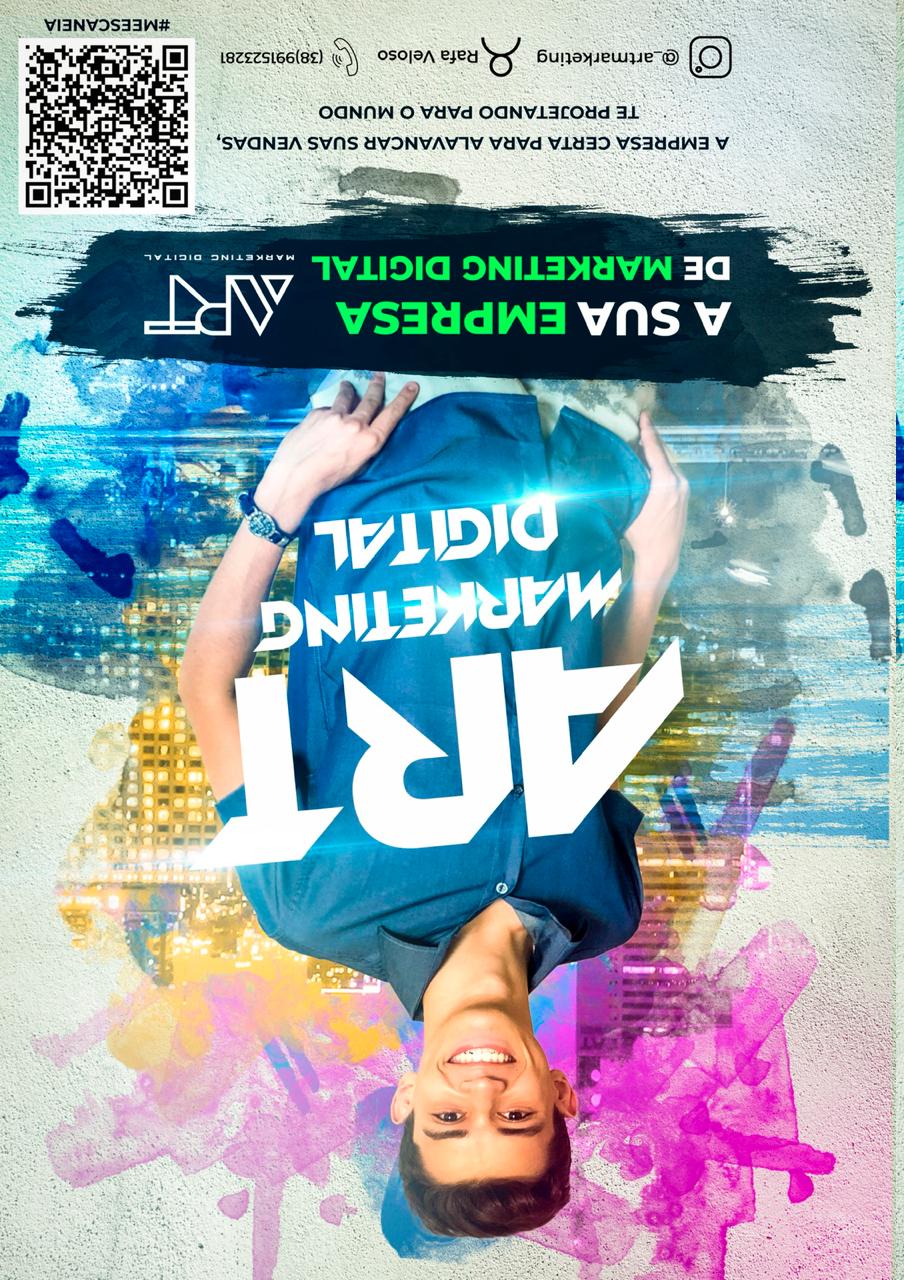 ART
MARKETING
DIGITAL
A SUA EMPRESA
DE MARKETING DIGITAL
ART
MARKETING DIGITAL
A EMPRESA CERTA PARA ALAVANCAR SUAS VENDAS,
TE PROJETANDO PARA O MUNDO
@_artmarketing
Rafa Veloso
(38)991523281
#MEESCANEIA